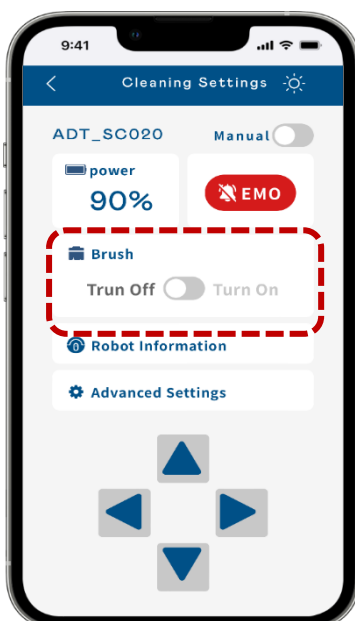 9:41
Cleaning Settings
ADT_SC020 Manual
power
90%
EMO
Brush
Trun Off Turn On
Robot Information
Advanced Settings